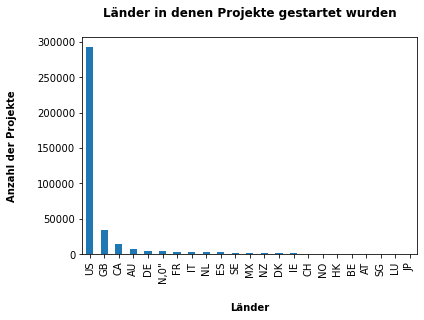 Länder in denen Projekte gestartet wurden
Anzahl der Projekte
300000
250000
200000
150000
100000
50000
0
US GB CA AU DE N,0" FR IT NL ES SE MX NZ DK IE CH NO HK BE AT SG LU JP
Länder